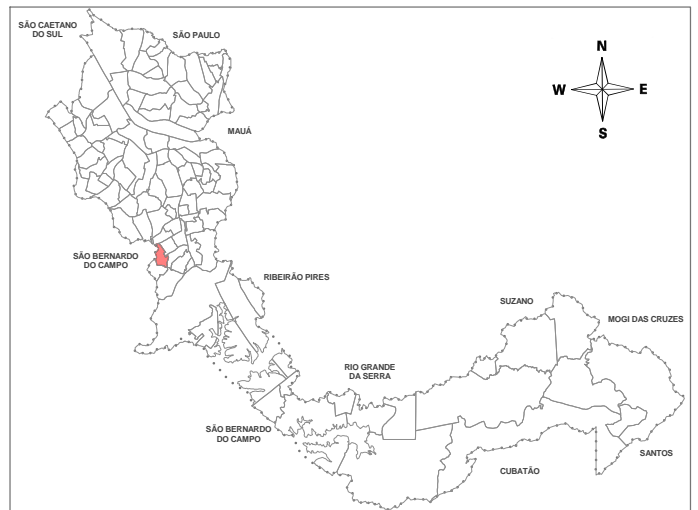 SÃO CAETANO
DO SUL
SÃO PAULO
N
W
E
S
MAUÁ
SÃO BERNARDO
DO CAMPO
RIBEIRÃO PIRES
SUZANO
MOGI DAS CRUZES
RIO GRANDE
DA SERRA
SÃO BERNARDO
DO CAMPO
SANTOS
CUBATÃO